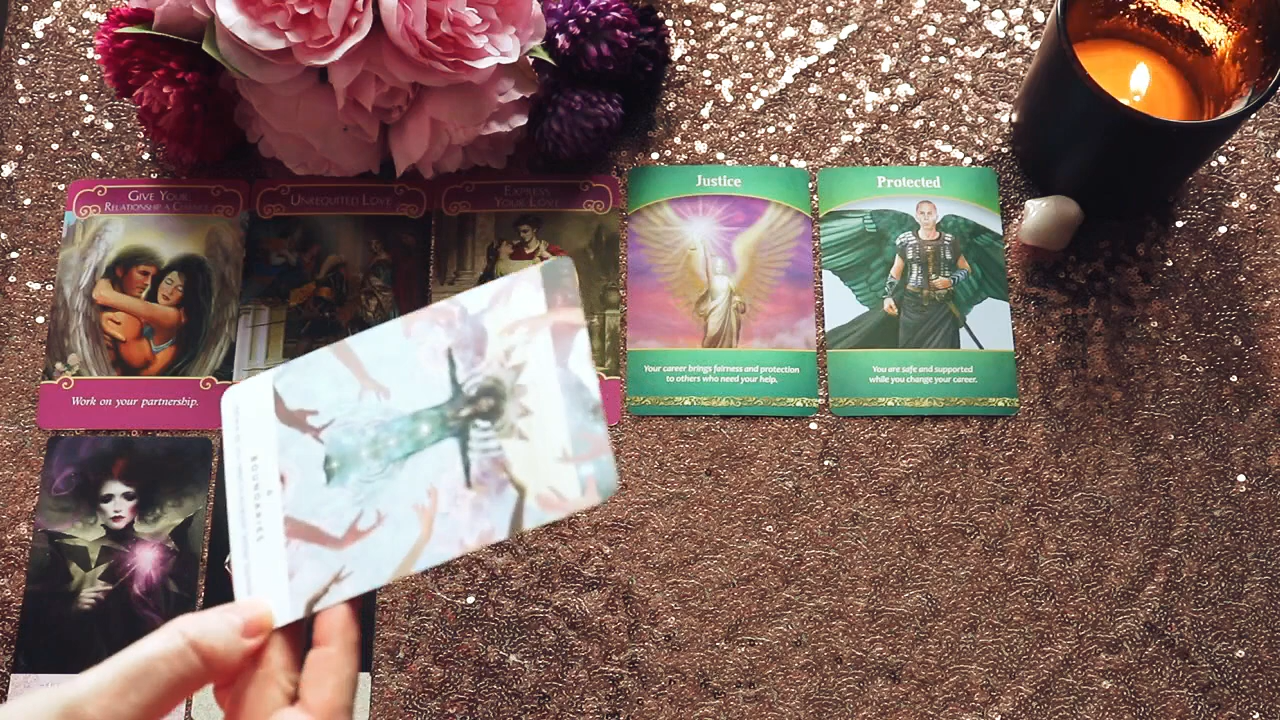 GIVE YOUR
RELATIONSHIP A CHANCE
UNREQUITED LOVE
EXPRESS
YOUR LOVE
Justice
Protected
Work on your partnership.
Your career brings fairness and protection
to others who need your help.
You are safe and supported
while you change your career.
BOUNDARIES